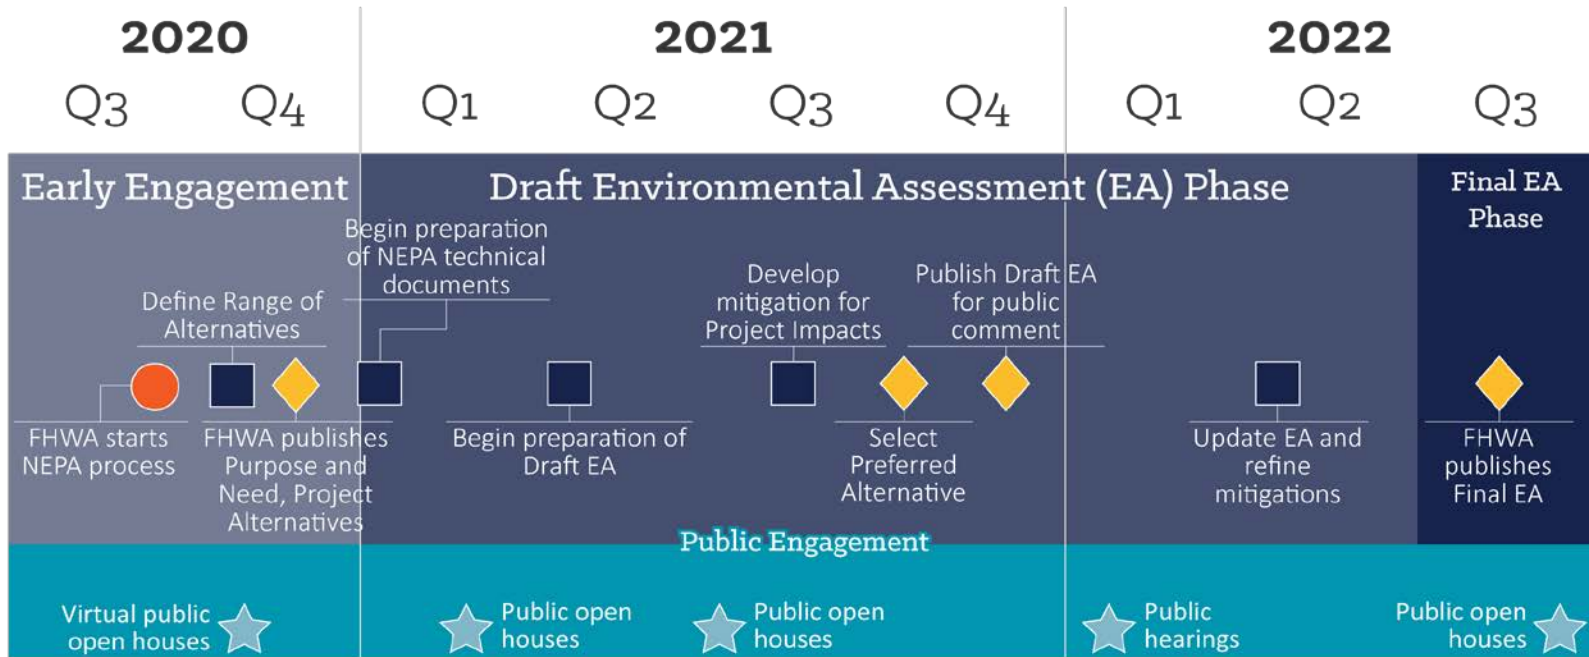 2020
2021
2022
Q3
Q4
Q1
Q2
Q3
Q4
Q1
Q2
Q3
Early Engagement
Draft Environmental Assessment (EA) Phase
Final EA
Phase
FHWA starts
NEPA process
Define Range of
Alternatives
FHWA publishes
Purpose and
Need, Project
Alternatives
Begin preparation
of NEPA technical
documents
Begin preparation of
Draft EA
Develop
mitigation for
Project Impacts
Select
Preferred
Alternative
Publish Draft EA
for public
comment
Update EA and
refine
mitigations
FHWA
publishes
Final EA
Public Engagement
Virtual public
open houses
Public open
houses
Public open
houses
Public
hearings
Public open
houses